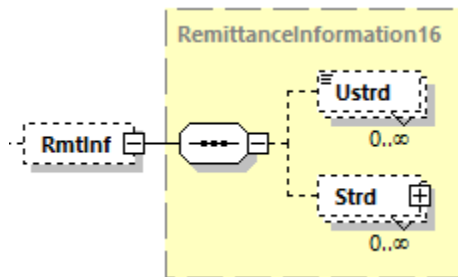 RemittanceInformation16
Ustrd
0..∞
RmtInf
Strd
0..∞